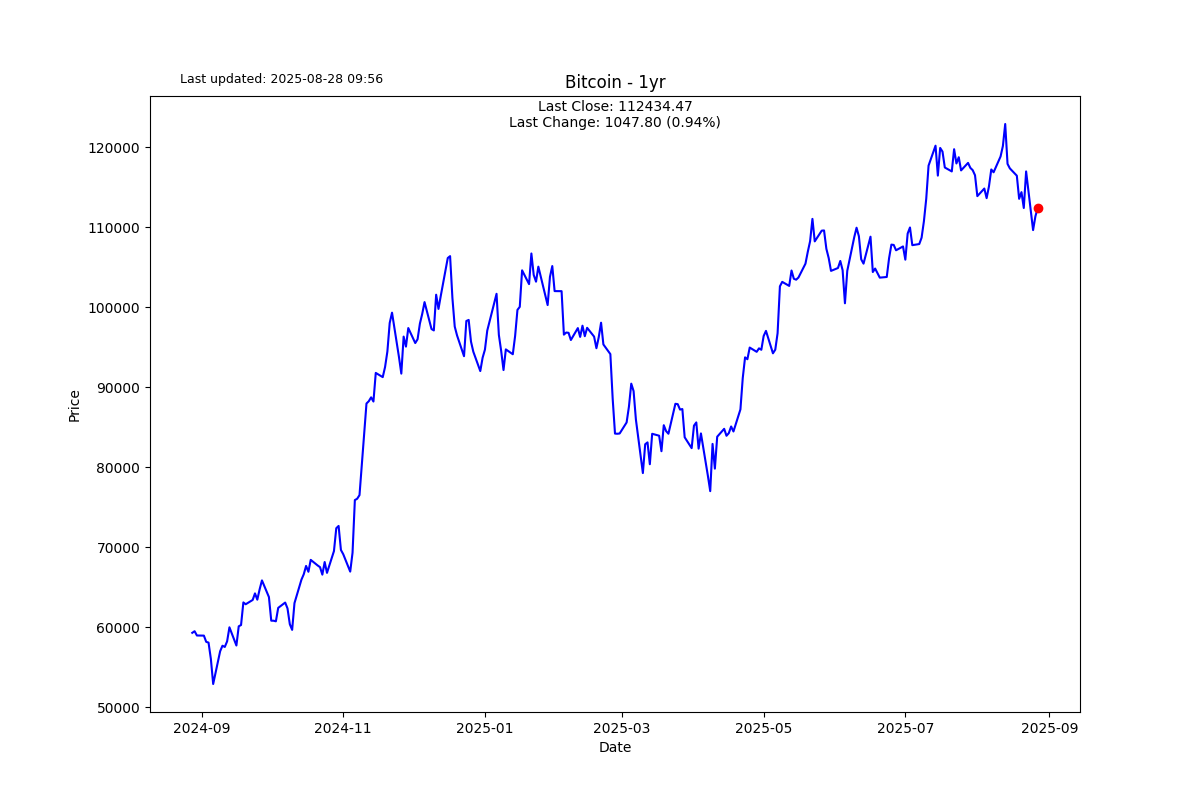 Last updated: 2025-08-28 09:56
Bitcoin - 1yr
Last Close: 112434.47
Last Change: 1047.80 (0.94%)
120000
110000
100000
90000
80000
70000
60000
50000
Price
2024-09 2024-11 2025-01 2025-03 2025-05 2025-07 2025-09
Date